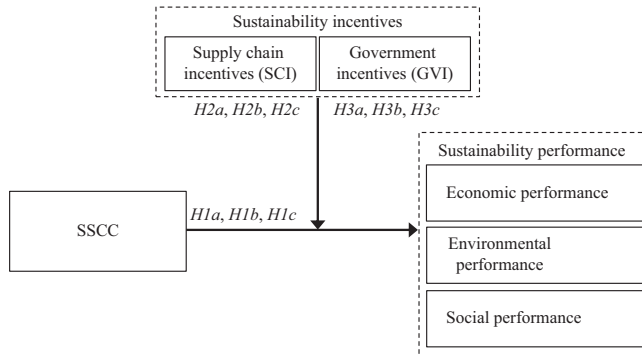 Sustainability incentives
Supply chain
incentives (SCI)
Government
incentives (GVI)
H2a, H2b, H2c
H3a, H3b, H3c
Sustainability performance
Economic performance
H1a, H1b, H1c
SSCC
Environmental
performance
Social performance